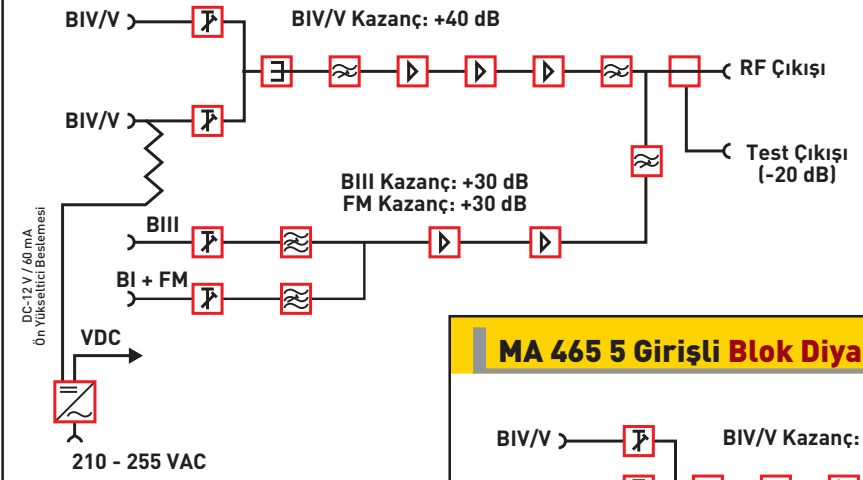 BIV/V
BIV/V Kazanç: +40 dB
RF Çıkışı
BIV/V
Test Çıkışı
(-20 dB)
BIII Kazanç: +30 dB
FM Kazanç: +30 dB
DC-12 V / 60 mA
Ön Yükseltici Beslemesi
BIII
BI + FM
VDC
210 - 255 VAC
MA 465 5 Girişli Blok Diya
BIV/V
BIV/V Kazanç: